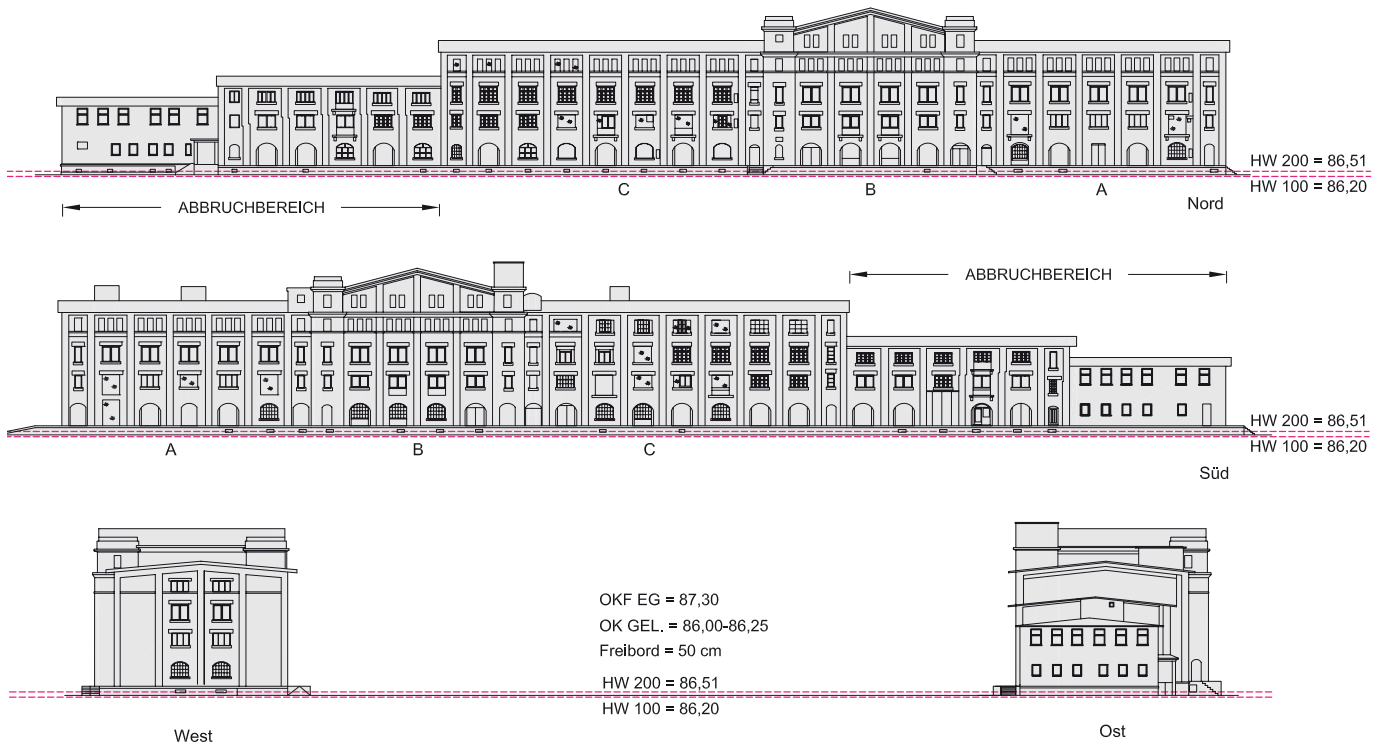 HW 200 = 86,51
C B A
HW 100 = 86,20
ABBRUCHBEREICH
Nord
ABBRUCHBEREICH
HW 200 = 86,51
A B C
HW 100 = 86,20
Süd
OKF EG = 87,30
OK GEL. = 86,00-86,25
Freibord = 50 cm
HW 200 = 86,51
HW 100 = 86,20
West
Ost